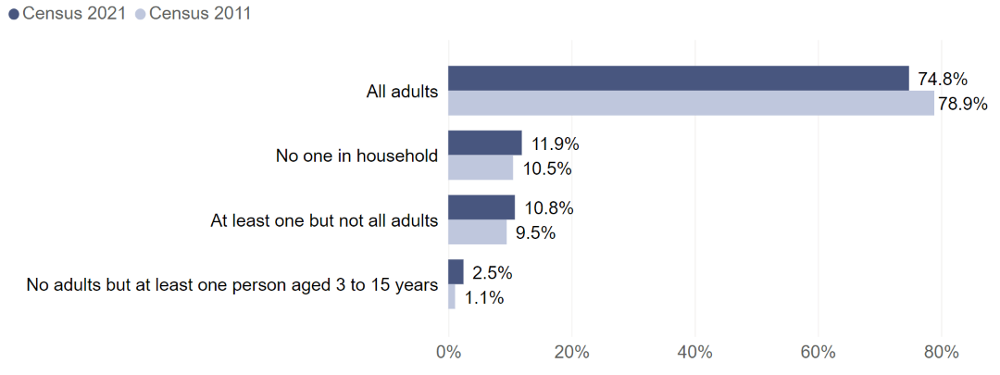 Census 2021 Census 2011
All adults 74.8%
78.9%
No one in household 11.9%
10.5%
At least one but not all adults 10.8%
9.5%
No adults but at least one person aged 3 to 15 years 2.5%
1.1%
0% 20% 40% 60% 80%